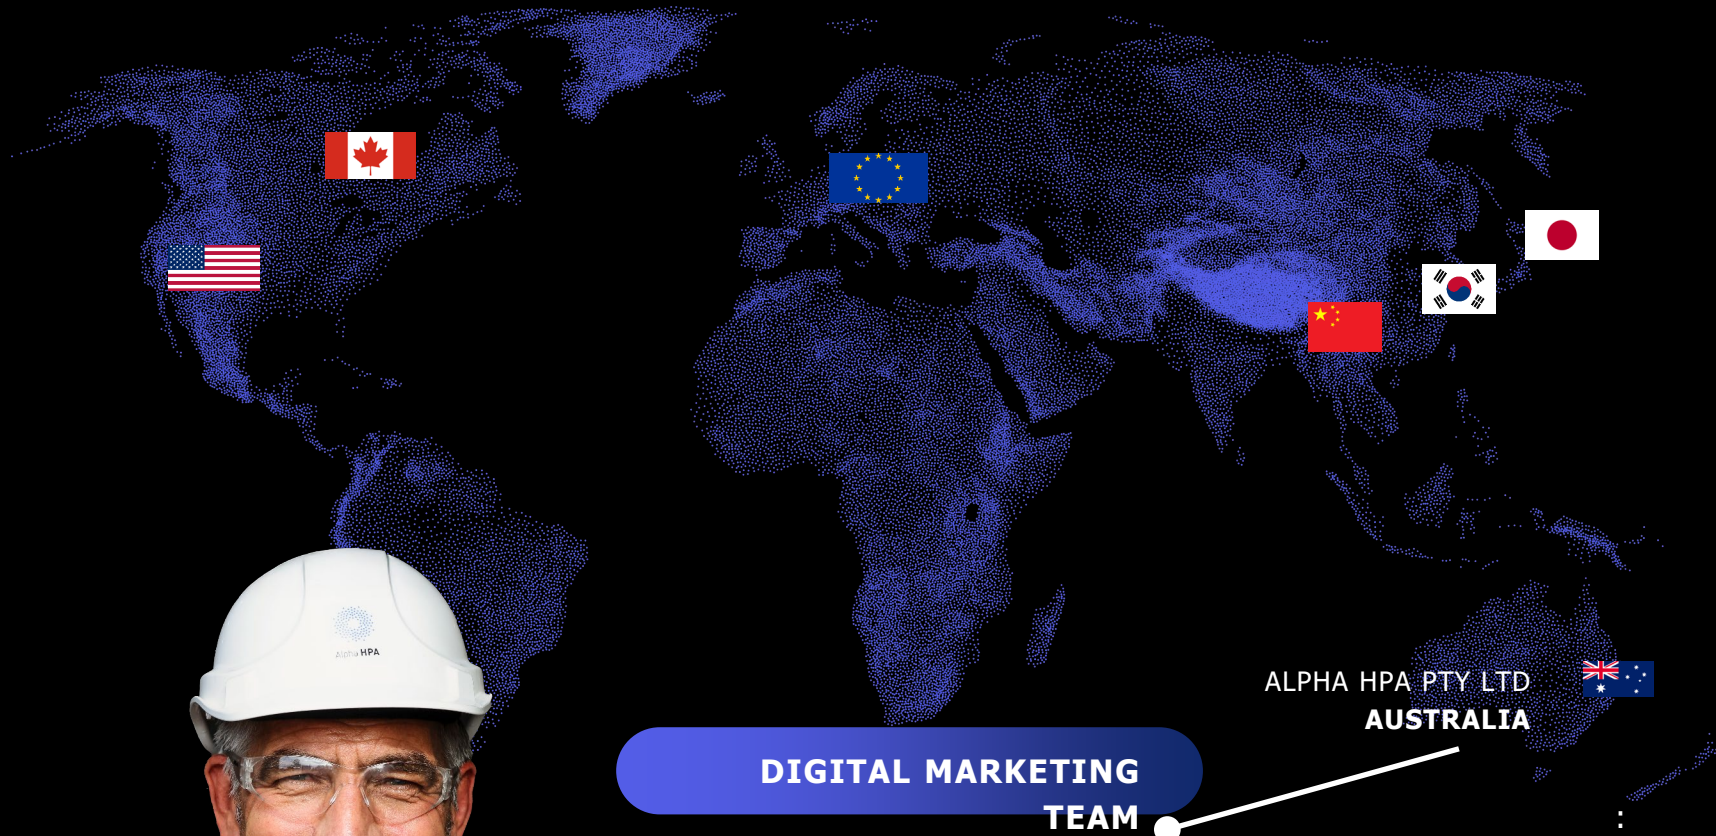 Alpha HPA
ALPHA HPA PTY LTD
AUSTRALIA
DIGITAL MARKETING
TEAM
: